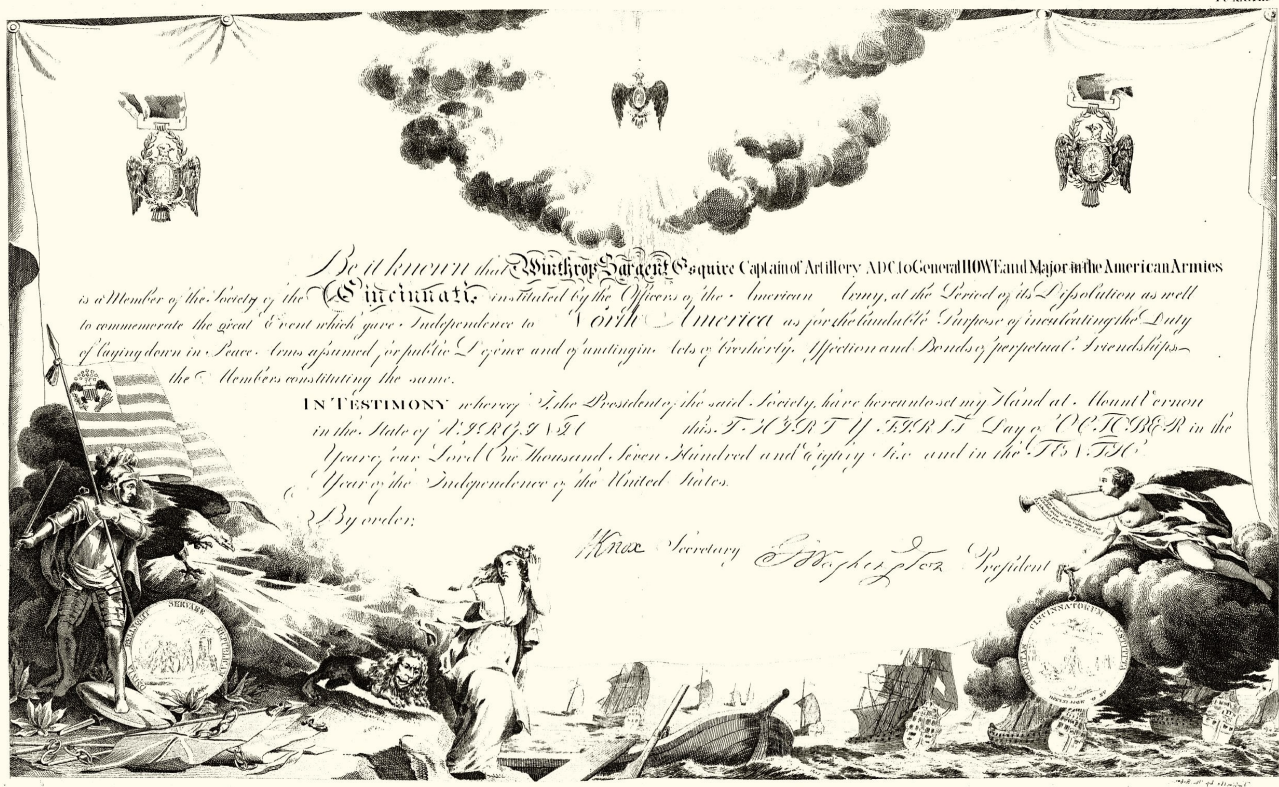 Be it known that Winthrop Sargent Esquire Captain of Artillery ADC. to General HOWE and Major in the American Armies
is a Member of the Society of the Cincinnati, instituted by the Officers of the American Army, at the Period of its Dissolution as well
to commemorate the great Event which gave Independence to North America as for the laudable Purpose of inculcating the Duty
of laying down in Peace Arms assumed for public Defence and of uniting in Acts of brotherly Affection and Bonds of perpetual Friendship
the Members constituting the same.
IN TESTIMONY whereof I, the President of the said Society, have hereunto set my Hand at Mount Vernon
in the State of VIRGINIA this THIRTY FIRST Day of OCTOBER in the
Year of our Lord One Thousand Seven Hundred and Eighty Six and in the TENTH
Year of the Independence of the United States.
By order,
HKnox Secretary GWashington President
SERVARE
CINCINNATORUM